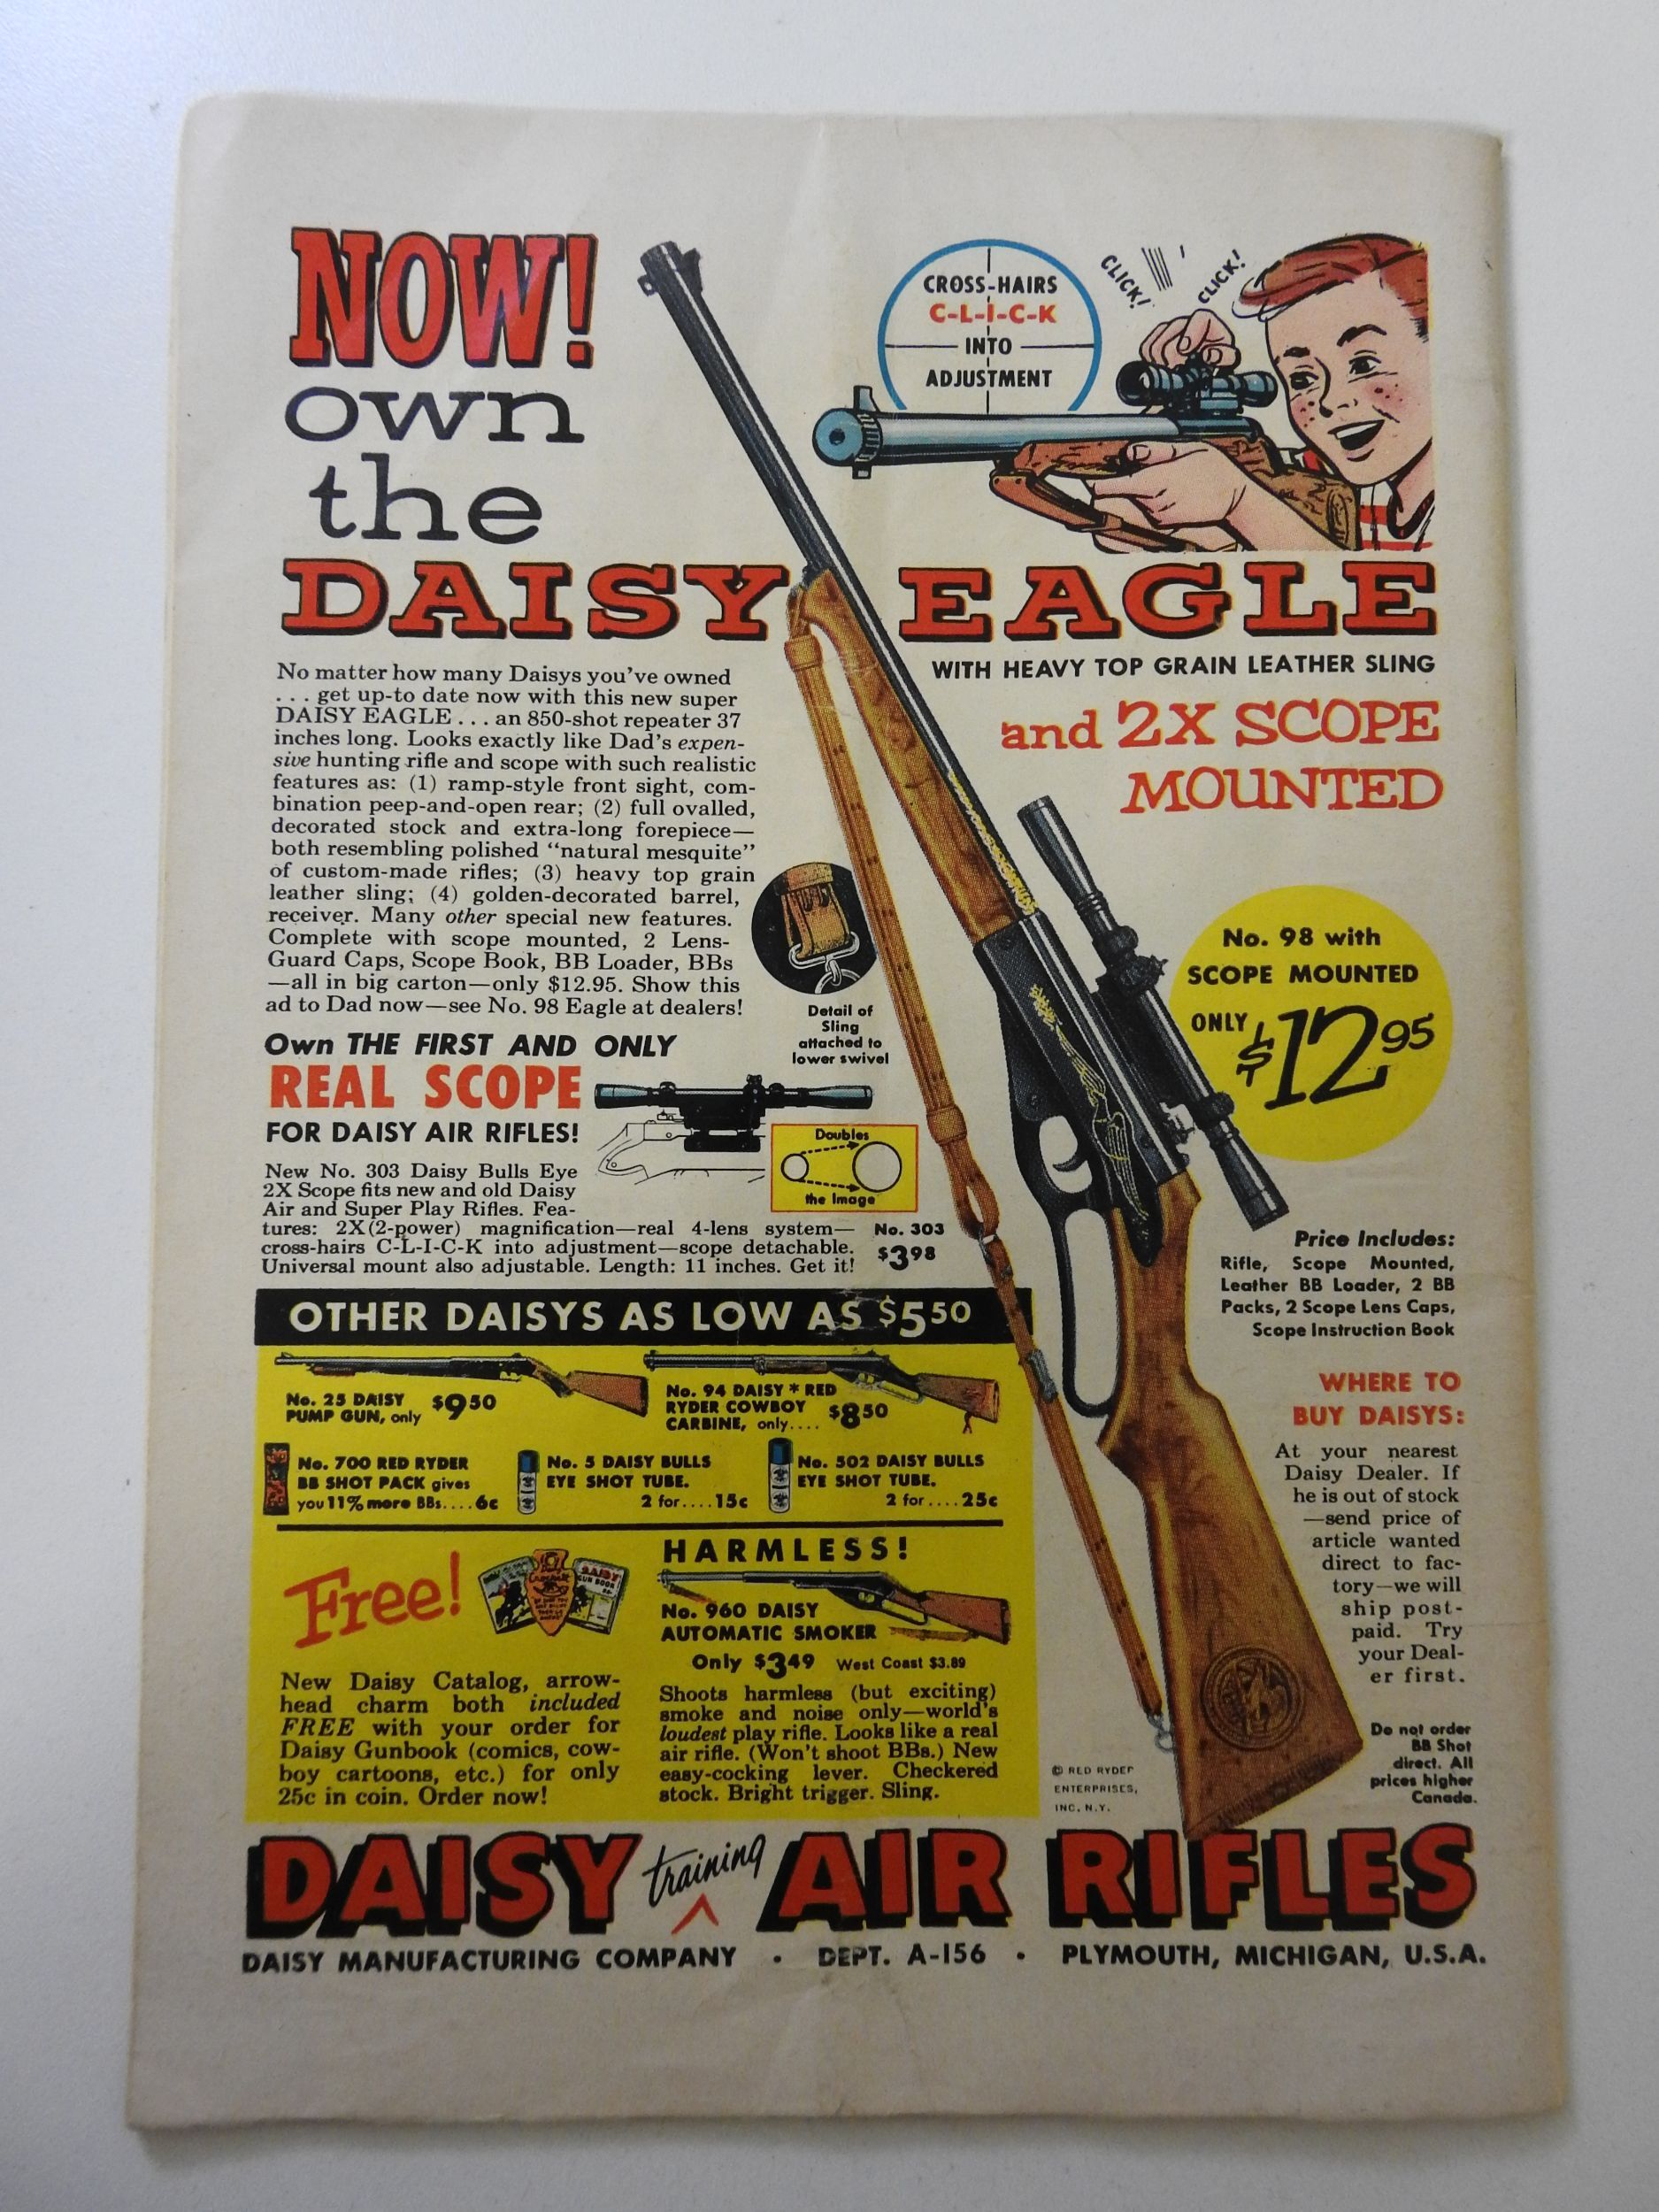 NOW!
own
the
DAISY EAGLE
CROSS-HAIRS
C-L-I-C-K
INTO
ADJUSTMENT
CLICK!
CLICK!
WITH HEAVY TOP GRAIN LEATHER SLING
and 2X SCOPE
MOUNTED
No matter how many Daisys you've owned
. . . get up-to date now with this new super
DAISY EAGLE . . . an 850-shot repeater 37
inches long. Looks exactly like Dad's expen-
sive hunting rifle and scope with such realistic
features as: (1) ramp-style front sight, com-
bination peep-and-open rear; (2) full ovalled,
decorated stock and extra-long forepiece—
both resembling polished "natural mesquite"
of custom-made rifles; (3) heavy top grain
leather sling; (4) golden-decorated barrel,
receiver. Many other special new features.
Complete with scope mounted, 2 Lens-
Guard Caps, Scope Book, BB Loader, BBs
—all in big carton—only $12.95. Show this
ad to Dad now—see No. 98 Eagle at dealers!
Detail of
Sling
attached to
lower swivel
No. 98 with
SCOPE MOUNTED
ONLY $12.95
Own THE FIRST AND ONLY
REAL SCOPE
FOR DAISY AIR RIFLES!
Doubles
the Image
New No. 303 Daisy Bulls Eye
2X Scope fits new and old Daisy
Air and Super Play Rifles. Fea-
tures: 2X (2-power) magnification—real 4-lens system—
cross-hairs C-L-I-C-K into adjustment—scope detachable.
Universal mount also adjustable. Length: 11 inches. Get it!
No. 303
$3.98
Price Includes:
Rifle, Scope Mounted,
Leather BB Loader, 2 BB
Packs, 2 Scope Lens Caps,
Scope Instruction Book
OTHER DAISYS AS LOW AS $5.50
No. 25 DAISY
PUMP GUN, only $9.50
No. 94 DAISY * RED
RYDER COWBOY
CARBINE, only.... $8.50
No. 700 RED RYDER
BB SHOT PACK gives
you 11% more BBs....6c
No. 5 DAISY BULLS
EYE SHOT TUBE.
2 for....15c
No. 502 DAISY BULLS
EYE SHOT TUBE.
2 for....25c
Free!
DAISY
GUN BOOK
New Daisy Catalog, arrow-
head charm both included
FREE with your order for
Daisy Gunbook (comics, cow-
boy cartoons, etc.) for only
25c in coin. Order now!
HARMLESS!
No. 960 DAISY
AUTOMATIC SMOKER
Only $3.49 West Coast $3.89
Shoots harmless (but exciting)
smoke and noise only—world's
loudest play rifle. Looks like a real
air rifle. (Won't shoot BBs.) New
easy-cocking lever. Checkered
stock. Bright trigger. Sling.
WHERE TO
BUY DAISYS:
At your nearest
Daisy Dealer. If
he is out of stock
—send price of
article wanted
direct to fac-
tory—we will
ship post-
paid. Try
your Deal-
er first.
Do not order
BB Shot
direct. All
prices higher
Canada.
© RED RYDER
ENTERPRISES,
INC. N.Y.
DAISY training AIR RIFLES
DAISY MANUFACTURING COMPANY • DEPT. A-156 • PLYMOUTH, MICHIGAN, U.S.A.